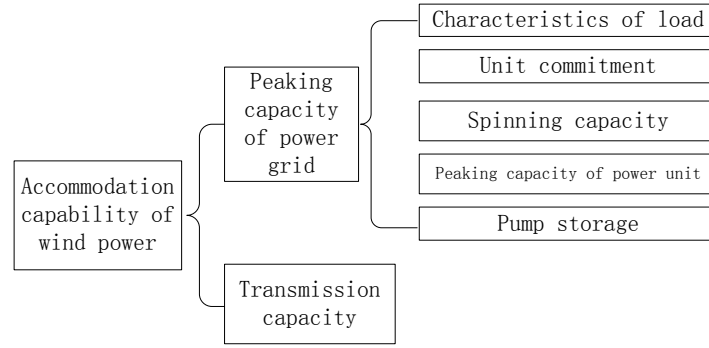 Accommodation
capability of
wind power
Peaking
capacity
of power
grid
Transmission
capacity
Characteristics of load
Unit commitment
Spinning capacity
Peaking capacity of power unit
Pump storage